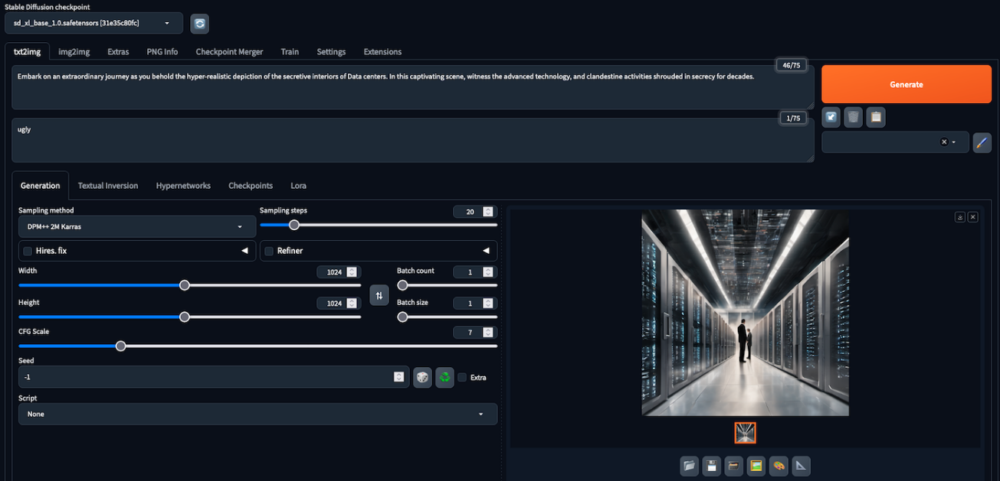 Stable Diffusion checkpoint
sd_xl_base_1.0.safetensors [31e35c80fc]
txt2img img2img Extras PNG Info Checkpoint Merger Train Settings Extensions
46/75
Embark on an extraordinary journey as you behold the hyper-realistic depiction of the secretive interiors of Data centers. In this captivating scene, witness the advanced technology, and clandestine activities shrouded in secrecy for decades.
Generate
1/75
ugly
Generation Textual Inversion Hypernetworks Checkpoints Lora
Sampling method Sampling steps 20
DPM++ 2M Karras
Hires. fix Refiner
Width 1024 Batch count 1
Height 1024 Batch size 1
CFG Scale 7
Seed
-1 Extra
Script
None